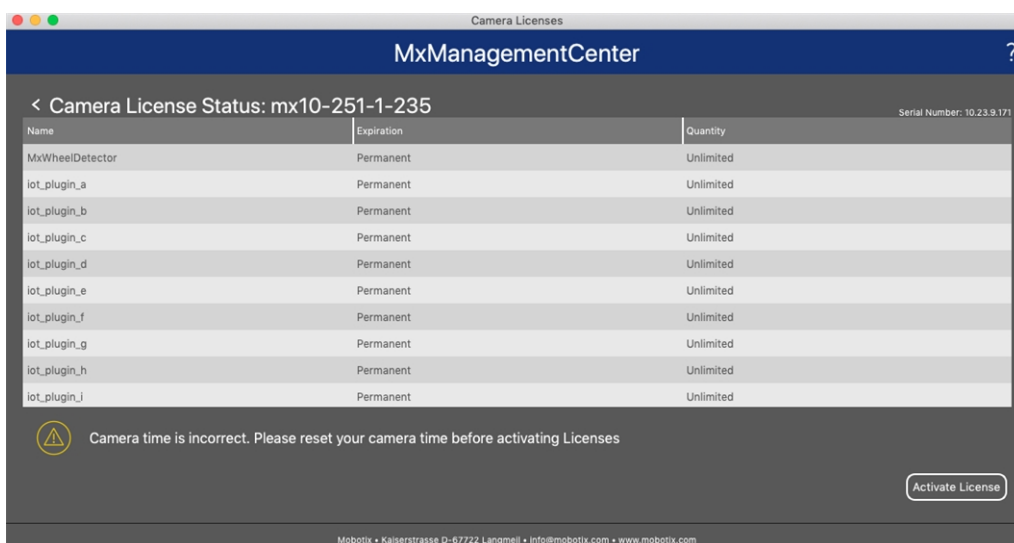 Camera Licenses
MxManagementCenter
?
< Camera License Status: mx10-251-1-235
Serial Number: 10.23.9.171
Name Expiration Quantity
MxWheelDetector Permanent Unlimited
iot_plugin_a Permanent Unlimited
iot_plugin_b Permanent Unlimited
iot_plugin_c Permanent Unlimited
iot_plugin_d Permanent Unlimited
iot_plugin_e Permanent Unlimited
iot_plugin_f Permanent Unlimited
iot_plugin_g Permanent Unlimited
iot_plugin_h Permanent Unlimited
iot_plugin_i Permanent Unlimited
Camera time is incorrect. Please reset your camera time before activating Licenses
Activate License
Mobotix • Kaiserstrasse D-67722 Langmeil • info@mobotix.com • www.mobotix.com